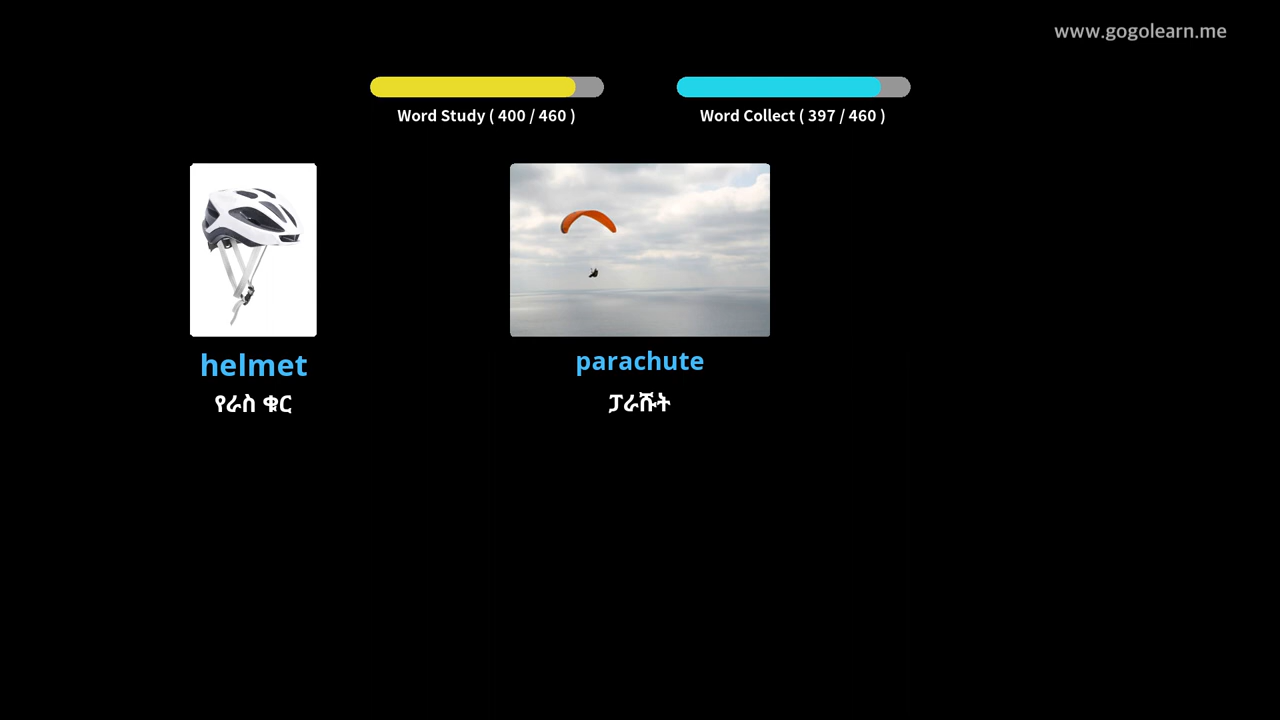 www.gogolearn.me
Word Study ( 400 / 460 )
Word Collect ( 397 / 460 )
helmet
የራስ ቁር
parachute
ፓራሹት